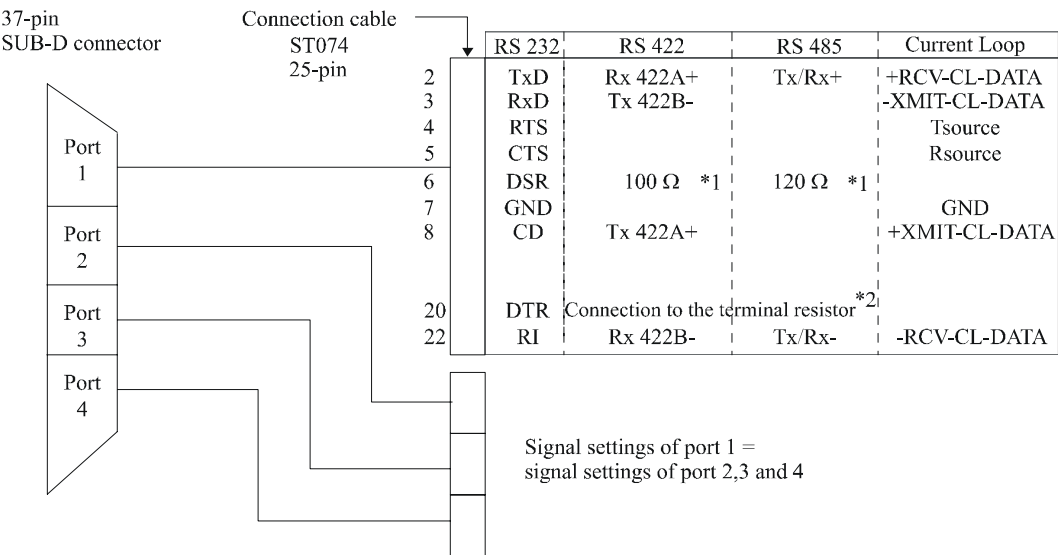 37-pin
SUB-D connector
Connection cable
ST074
25-pin
RS 232 RS 422 RS 485 Current Loop
2 TxD Rx 422A+ Tx/Rx+ +RCV-CL-DATA
3 RxD Tx 422B- -XMIT-CL-DATA
4 RTS Tsource
5 CTS Rsource
6 DSR 100 Ω *1 120 Ω *1
7 GND GND
8 CD Tx 422A+ +XMIT-CL-DATA
20 DTR Connection to the terminal resistor*2
22 RI Rx 422B- Tx/Rx- -RCV-CL-DATA
Port
1
Port
2
Port
3
Port
4
Signal settings of port 1 =
signal settings of port 2,3 and 4